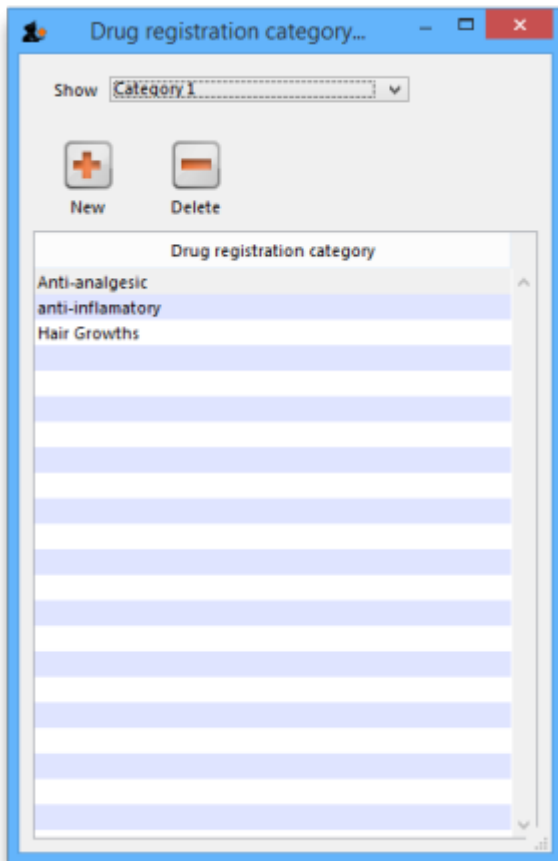 Drug registration category...
Show Category 1
New Delete
Drug registration category
Anti-analgesic
anti-inflamatory
Hair Growths